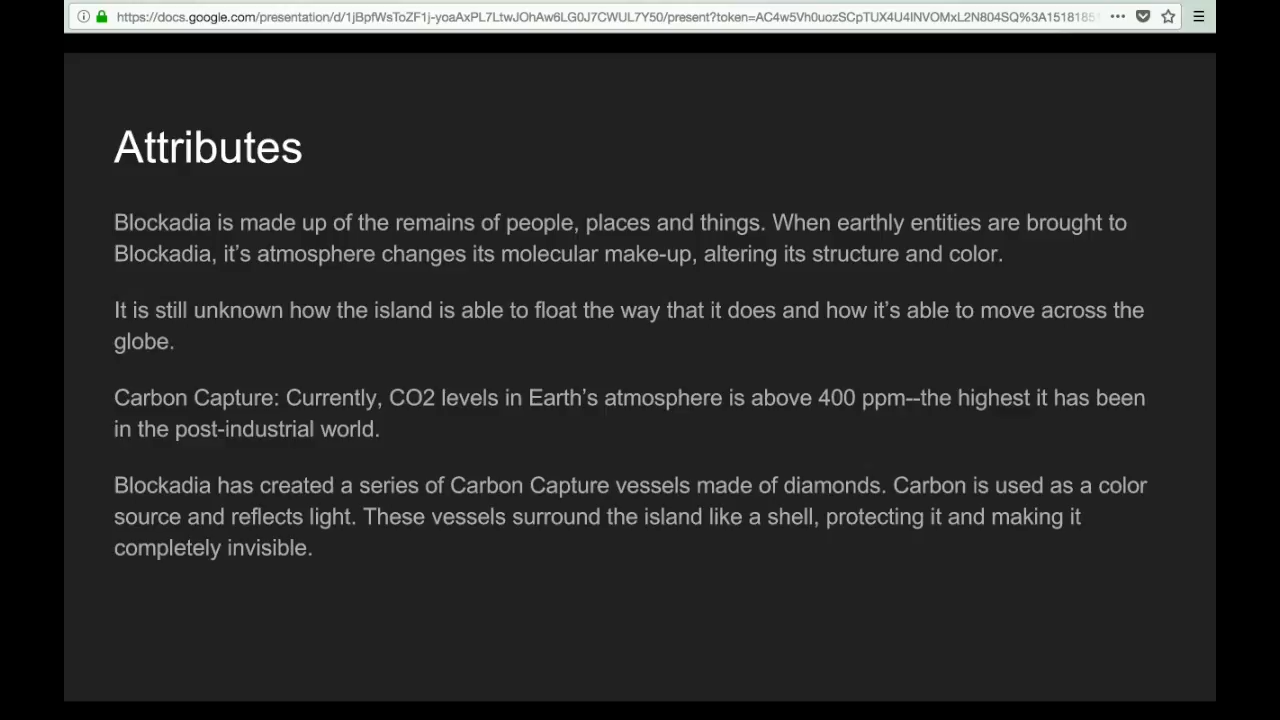 https://docs.google.com/presentation/d/1jBpfWsToZF1j-yoaAxPL7LtwJOhAw6LG0J7CWUL7Y50/present?token=AC4w5Vh0uozSCpTUX4U4lNVOMxL2N804SQ%3A1518185
Attributes
Blockadia is made up of the remains of people, places and things. When earthly entities are brought to
Blockadia, it’s atmosphere changes its molecular make-up, altering its structure and color.
It is still unknown how the island is able to float the way that it does and how it’s able to move across the
globe.
Carbon Capture: Currently, CO2 levels in Earth’s atmosphere is above 400 ppm--the highest it has been
in the post-industrial world.
Blockadia has created a series of Carbon Capture vessels made of diamonds. Carbon is used as a color
source and reflects light. These vessels surround the island like a shell, protecting it and making it
completely invisible.